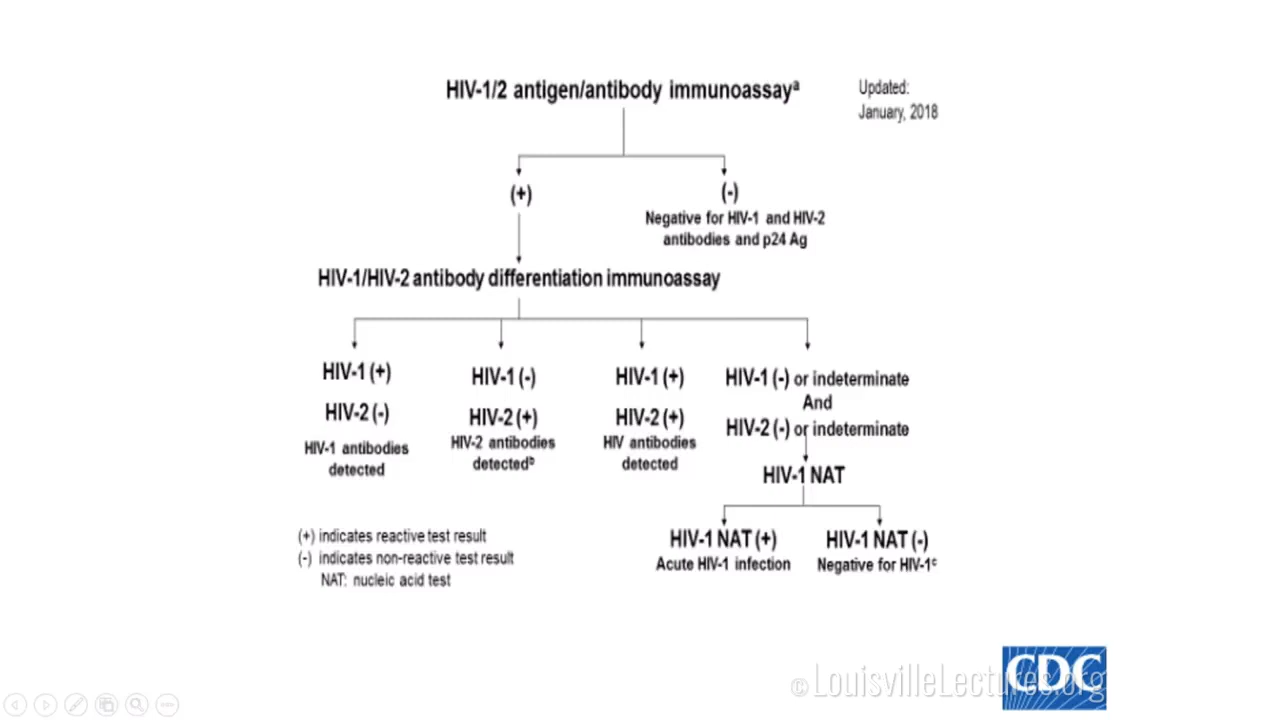 HIV-1/2 antigen/antibody immunoassayᵃ
Updated:
January, 2018
(+)
(-)
Negative for HIV-1 and HIV-2
antibodies and p24 Ag
HIV-1/HIV-2 antibody differentiation immunoassay
HIV-1 (+)
HIV-2 (-)
HIV-1 antibodies
detected
HIV-1 (-)
HIV-2 (+)
HIV-2 antibodies
detectedᵇ
HIV-1 (+)
HIV-2 (+)
HIV antibodies
detected
HIV-1 (-) or indeterminate
And
HIV-2 (-) or indeterminate
HIV-1 NAT
HIV-1 NAT (+)
Acute HIV-1 infection
HIV-1 NAT (-)
Negative for HIV-1ᶜ
(+) indicates reactive test result
(-) indicates non-reactive test result
NAT: nucleic acid test
CDC
© LouisvilleLectures.org